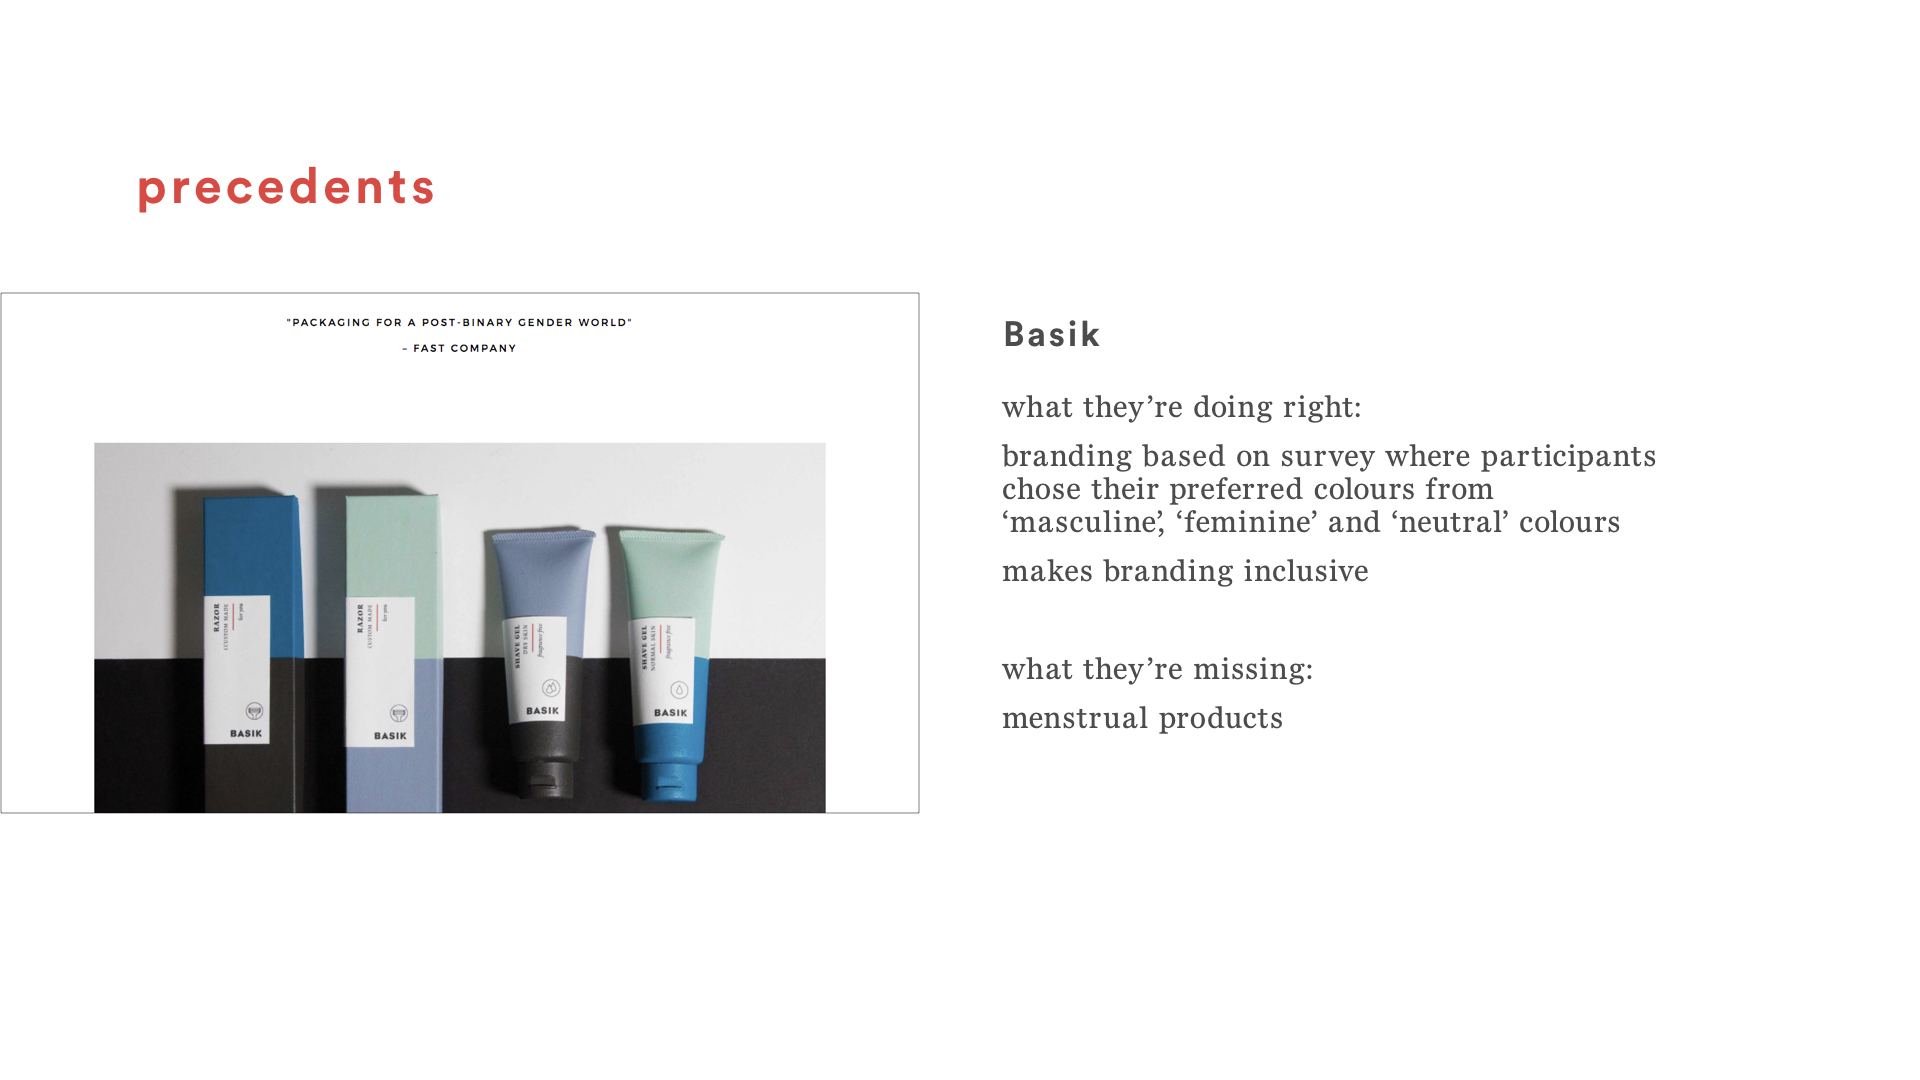 precedents
"PACKAGING FOR A POST-BINARY GENDER WORLD"
– FAST COMPANY
RAZOR
CUSTOM MADE
for you
BASIK
RAZOR
CUSTOM MADE
for you
BASIK
SHAVE GEL
DRY SKIN
fragrance free
BASIK
SHAVE GEL
NORMAL SKIN
fragrance free
BASIK
Basik
what they’re doing right:
branding based on survey where participants
chose their preferred colours from
‘masculine’, ‘feminine’ and ‘neutral’ colours
makes branding inclusive
what they’re missing:
menstrual products